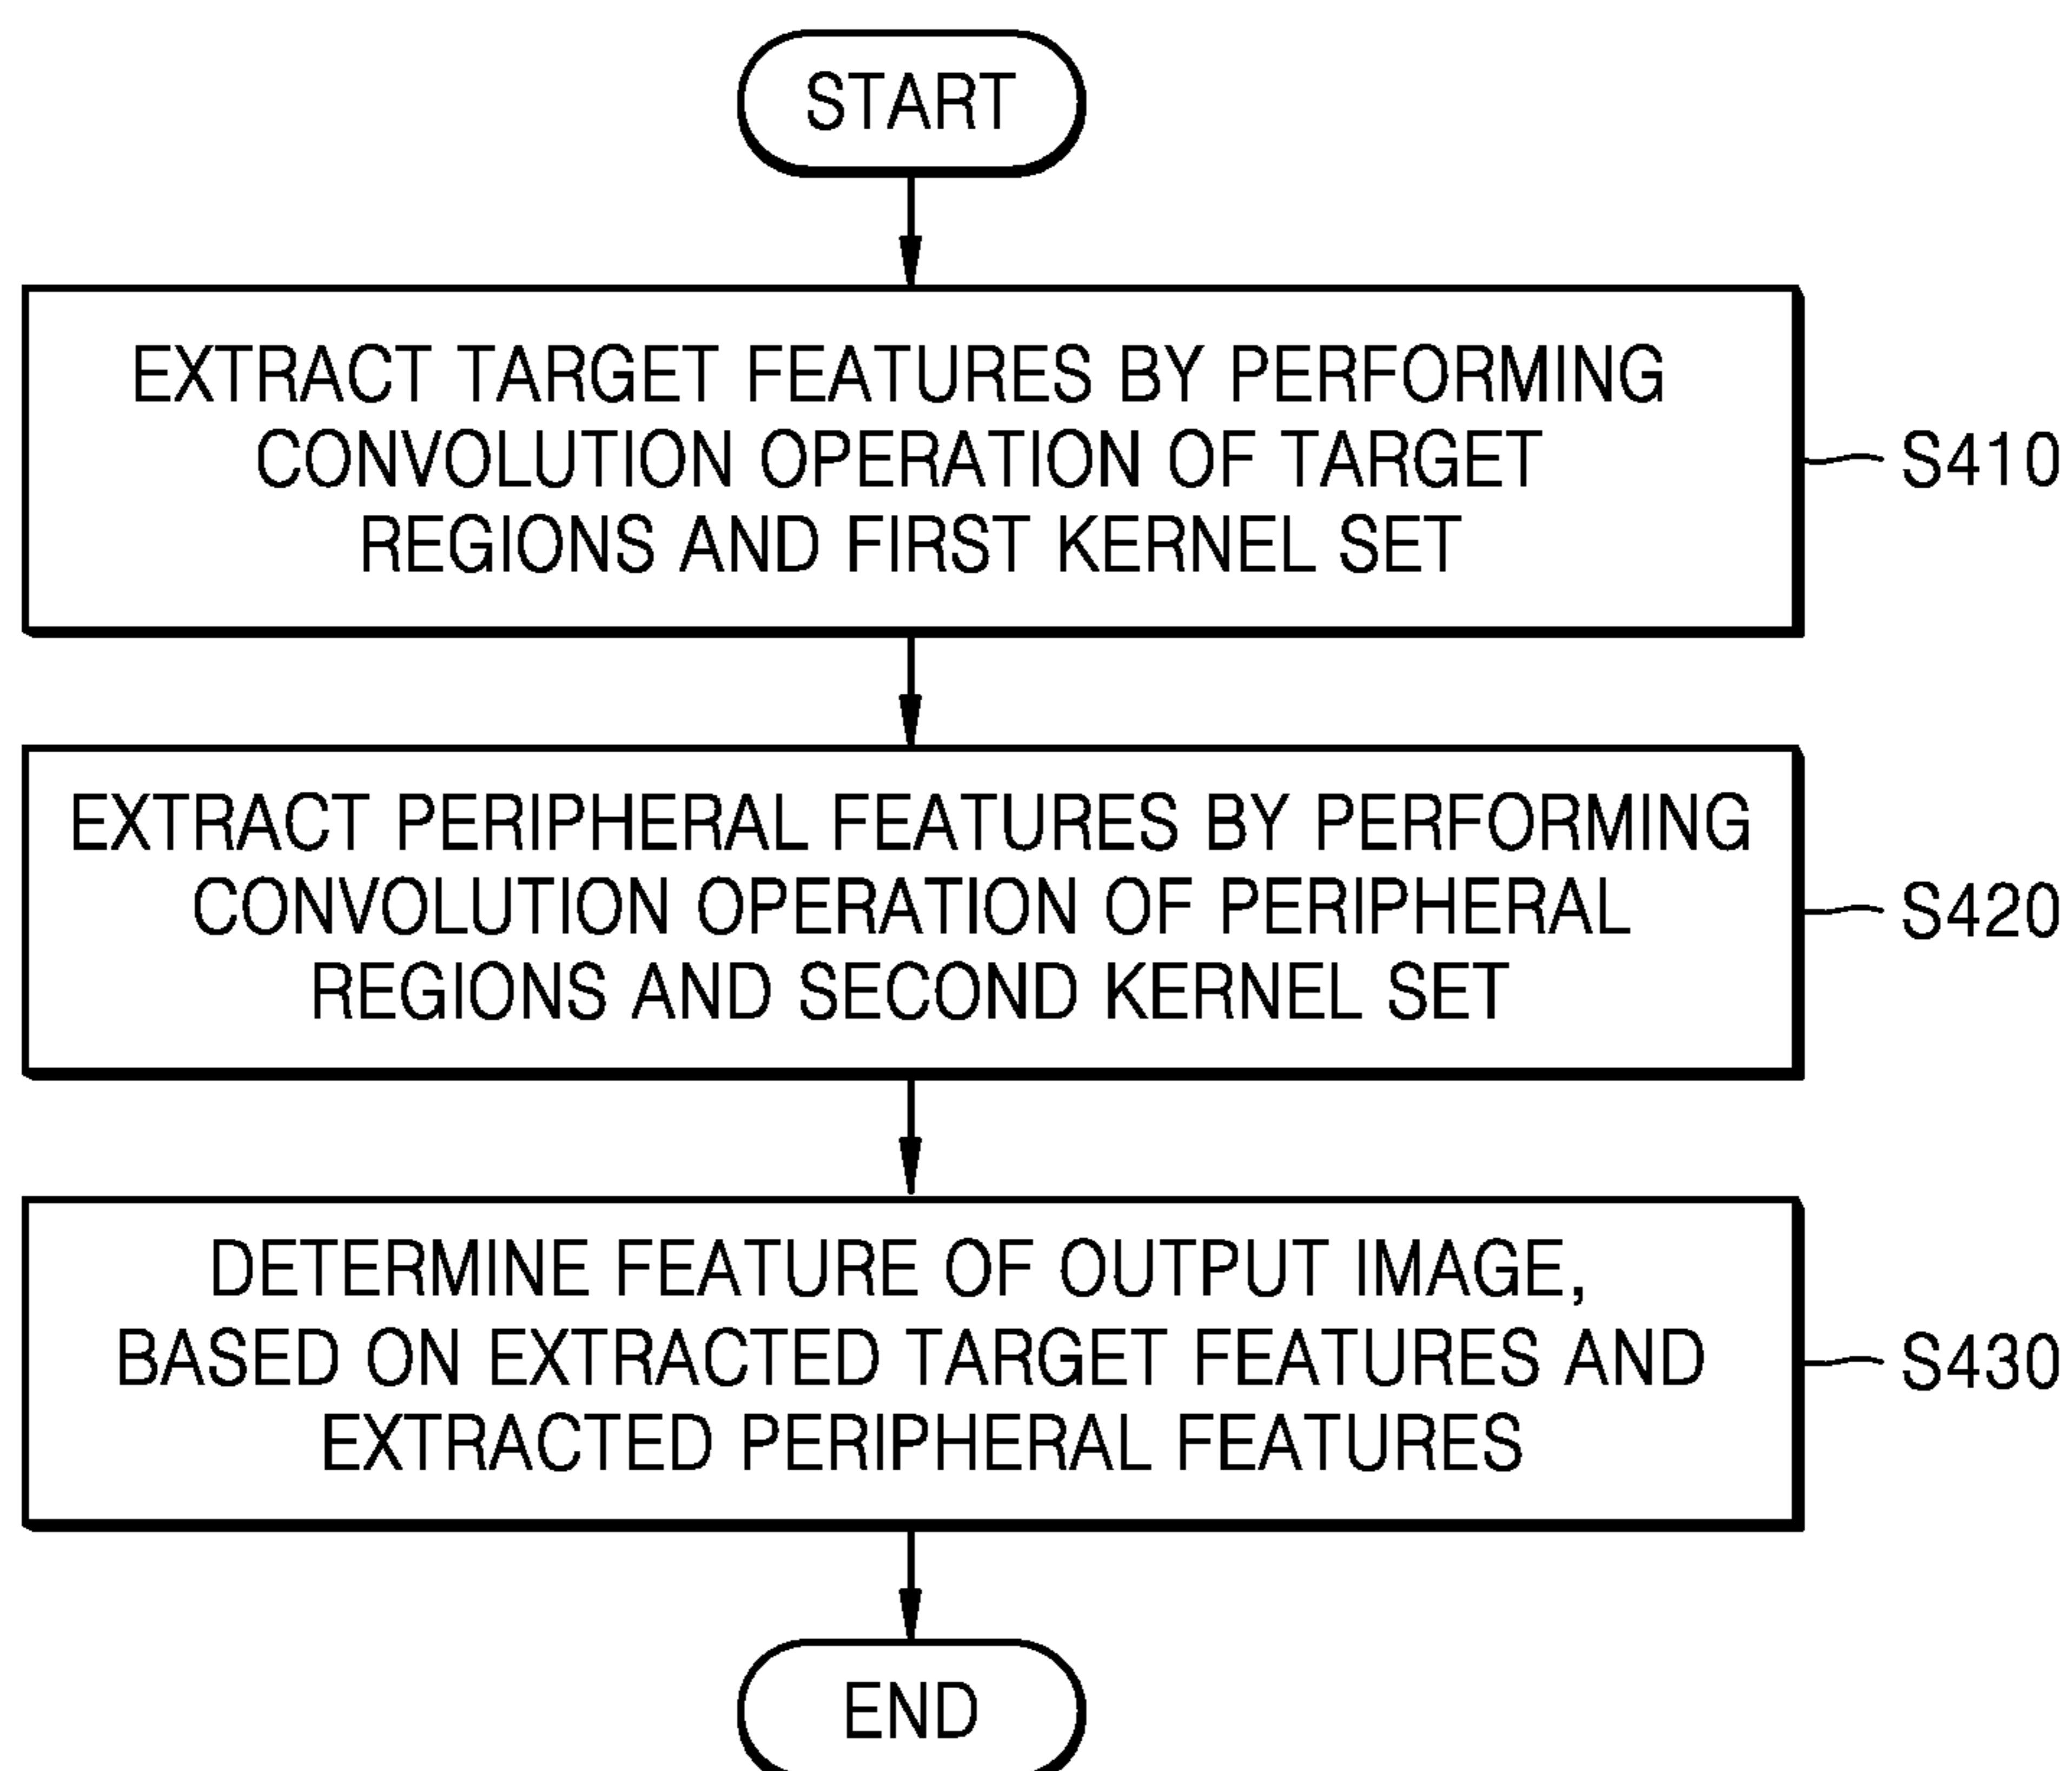 START
EXTRACT TARGET FEATURES BY PERFORMING
CONVOLUTION OPERATION OF TARGET
REGIONS AND FIRST KERNEL SET
S410
EXTRACT PERIPHERAL FEATURES BY PERFORMING
CONVOLUTION OPERATION OF PERIPHERAL
REGIONS AND SECOND KERNEL SET
S420
DETERMINE FEATURE OF OUTPUT IMAGE,
BASED ON EXTRACTED TARGET FEATURES AND
EXTRACTED PERIPHERAL FEATURES
S430
END